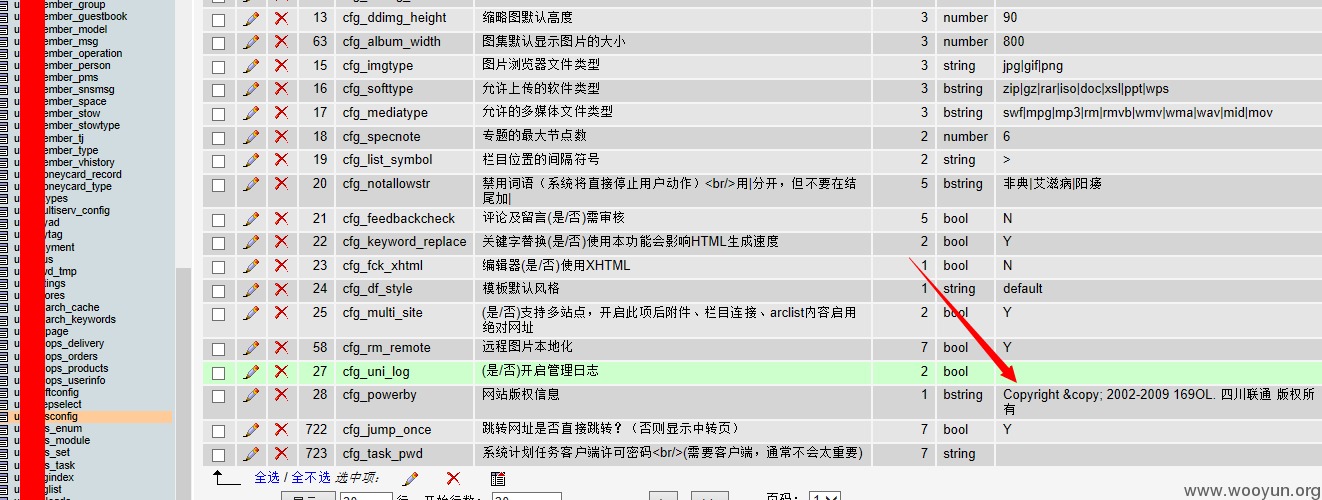 ember_group
ember_guestbook
ember_model
ember_msg
ember_operation
ember_person
ember_pms
ember_snsmsg
ember_space
ember_stow
ember_stowtype
ember_tj
ember_type
ember_vhistory
oneycard_record
oneycard_type
ypes
ultiserv_config
yad
ytag
yment
us
wd_tmp
tings
ores
arch_cache
arch_keywords
page
ops_delivery
ops_orders
ops_products
ops_userinfo
ftconfig
epselect
sconfig
s_enum
s_module
s_set
s_task
gindex
glist
13 cfg_ddimg_height 缩略图默认高度 3 number 90
63 cfg_album_width 图集默认显示图片的大小 3 number 800
15 cfg_imgtype 图片浏览器文件类型 3 string jpg|gif|png
16 cfg_softtype 允许上传的软件类型 3 bstring zip|gz|rar|iso|doc|xsl|ppt|wps
17 cfg_mediatype 允许的多媒体文件类型 3 bstring swf|mpg|mp3|rm|rmvb|wmv|wma|wav|mid|mov
18 cfg_specnote 专题的最大节点数 2 number 6
19 cfg_list_symbol 栏目位置的间隔符号 2 string >
20 cfg_notallowstr 禁用词语（系统将直接停止用户动作）<br/>用|分开，但不要在结 5 bstring 非典|艾滋病|阳痿
尾加|
21 cfg_feedbackcheck 评论及留言(是/否)需审核 5 bool N
22 cfg_keyword_replace 关键字替换(是/否)使用本功能会影响HTML生成速度 2 bool Y
23 cfg_fck_xhtml 编辑器(是/否)使用XHTML 1 bool N
24 cfg_df_style 模板默认风格 1 string default
25 cfg_multi_site (是/否)支持多站点，开启此项后附件、栏目连接、arclist内容启用 2 bool Y
绝对网址
58 cfg_rm_remote 远程图片本地化 7 bool Y
27 cfg_uni_log (是/否)开启管理日志 2 bool
28 cfg_powerby 网站版权信息 1 bstring Copyright &copy; 2002-2009 169OL. 四川联通 版权所
有
722 cfg_jump_once 跳转网址是否直接跳转？（否则显示中转页） 7 bool Y
723 cfg_task_pwd 系统计划任务客户端许可密码<br/>(需要客户端，通常不会太重要) 7 string
全选 / 全不选 选中项:
30 行，开始行数: 30 页码: 1
www.wooyun.org